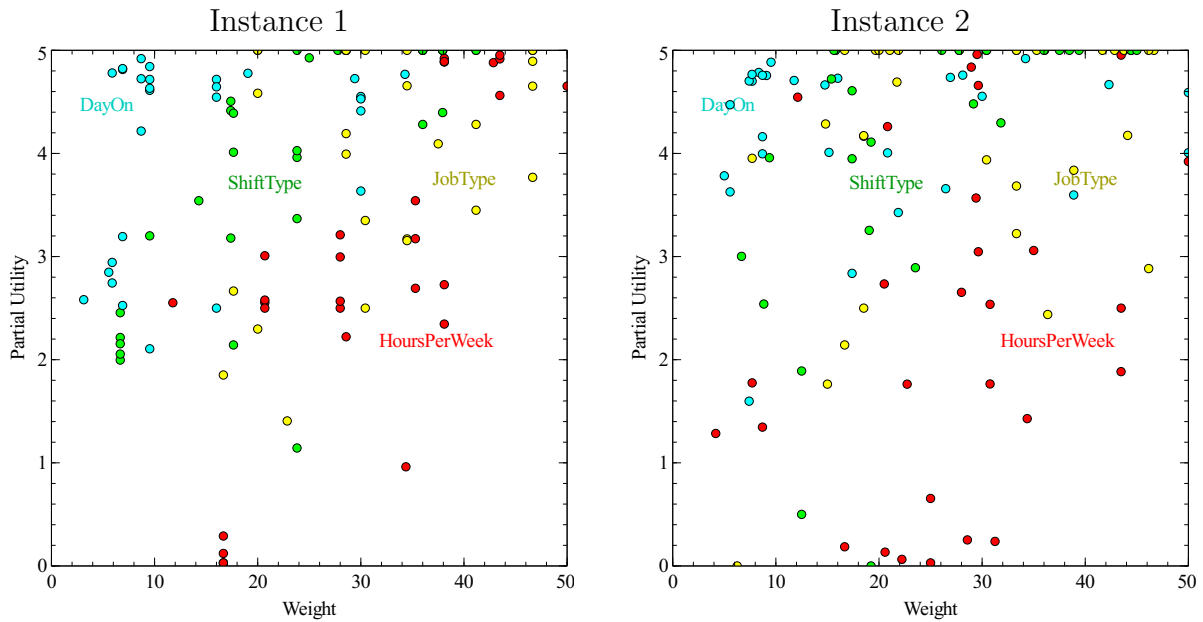 Instance 1
5
4
3
2
1
0
Partial Utility
DayOn
ShiftType
JobType
HoursPerWeek
0 10 20 30 40 50
Weight
Instance 2
5
4
3
2
1
0
Partial Utility
DayOn
ShiftType
JobType
HoursPerWeek
0 10 20 30 40 50
Weight